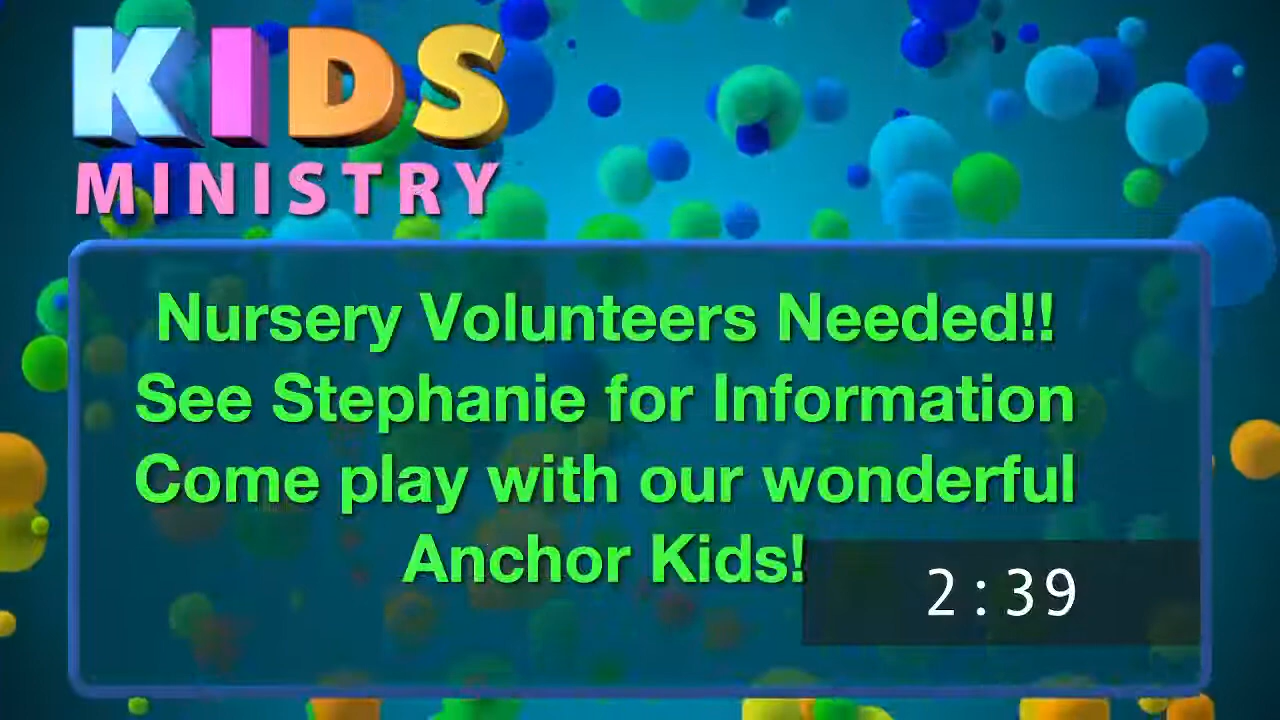 KIDS
MINISTRY
Nursery Volunteers Needed!!
See Stephanie for Information
Come play with our wonderful
Anchor Kids!
2:39